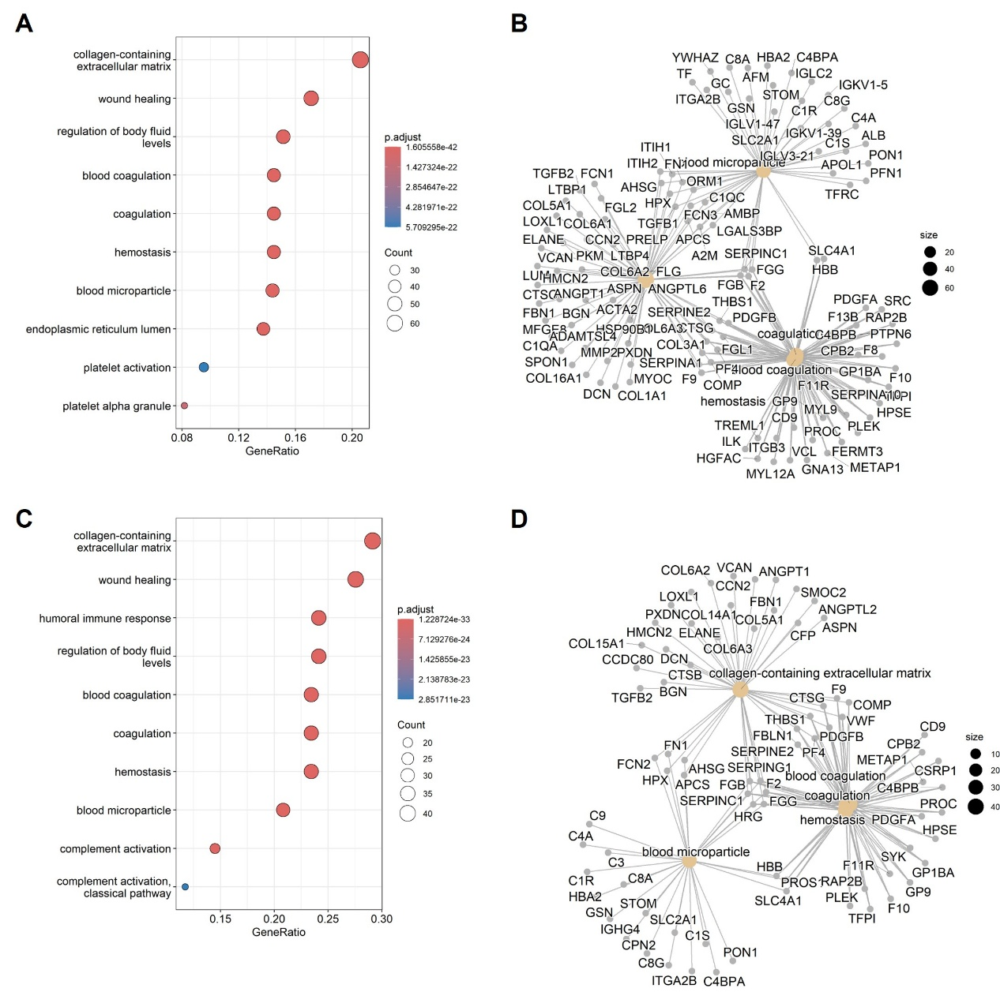 A
collagen-containing
extracellular matrix
wound healing
regulation of body fluid
levels
blood coagulation
coagulation
hemostasis
blood microparticle
endoplasmic reticulum lumen
platelet activation
platelet alpha granule
0.08 0.12 0.16 0.20
GeneRatio
p.adjust
1.605558e-42
1.427324e-22
2.854647e-22
4.281971e-22
5.709295e-22
Count
30
40
50
60
B
YWHAZ C8A HBA2 C4BPA
TF GC AFM IGLC2
ITGA2B STOM IGKV1-5
GSN C1R C8G
IGLV1-47 C4A
SLC2A1 IGKV1-39 ALB
ITIH1 IGLV3-21 C1S PON1
ITIH2 microparticle APOL1 PFN1
TGFB2 FCN1 AHSG ORM1 TFRC
LTBP1 HPX C1QC
COL5A1 FGL2 FCN3 AMBP
LOXL1 COL6A1 TGFB1 LGALS3BP
ELANE CCN2 PRELP APCS
VCAN PKM LTBP4 A2M SERPINC1 SLC4A1
HMCN2 COL6A2 FLG FGG HBB
ANGPT1 ASPN ANGPTL6 FGB F2
FBN1 BGN ACTA2 THBS1 PDGFA SRC
SERPINE2 PDGFB F13B RAP2B
MFGE8 CTSG C4BPB PTPN6
C1QA ADAMTSL4 COL3A1 FGL1 CPB2 F8
SPON1 MMP2 PXDN SERPINA1 PF4 blood coagulation GP1BA
COL16A1 MYOC F9 COMP F11R F10
DCN COL1A1 hemostasis GP9 SERPINA10
CD9 MYL9 HPSE
TREML1 PROC PLEK
ILK ITGB3 VCL FERMT3
HGFAC MYL12A GNA13 METAP1
size
20
40
60
C
collagen-containing
extracellular matrix
wound healing
humoral immune response
regulation of body fluid
levels
blood coagulation
coagulation
hemostasis
blood microparticle
complement activation
complement activation,
classical pathway
0.15 0.20 0.25 0.30
GeneRatio
p.adjust
1.228724e-33
7.129276e-24
1.425855e-23
2.138783e-23
2.851711e-23
Count
20
25
30
35
40
D
COL6A2 VCAN ANGPT1
CCN2 SMOC2
LOXL1 FBN1 ANGPTL2
PXDN COL14A1 COL5A1 ASPN
HMCN2 ELANE CFP
COL15A1 COL6A3
CCDC80 DCN
CTSB collagen-containing extracellular matrix
TGFB2 BGN CTSG F9
COMP
THBS1 VWF
FBLN1 PDGFB CD9
FN1 SERPINE2 PF4 CPB2
FCN2 AHSG SERPING1 METAP1
HPX APCS FGB F2 blood coagulation CSRP1
SERPINC1 FGG coagulation C4BPB
HRG hemostasis PDGFA PROC
C9 HPSE
C4A blood microparticle
C3 SYK
C1R C8A HBB F11R GP1BA
HBA2 PROS1 RAP2B GP9
GSN STOM SLC4A1 PLEK F10
IGHG4 SLC2A1 TFPI
CPN2 C1S
C8G PON1
ITGA2B C4BPA
size
10
20
30
40